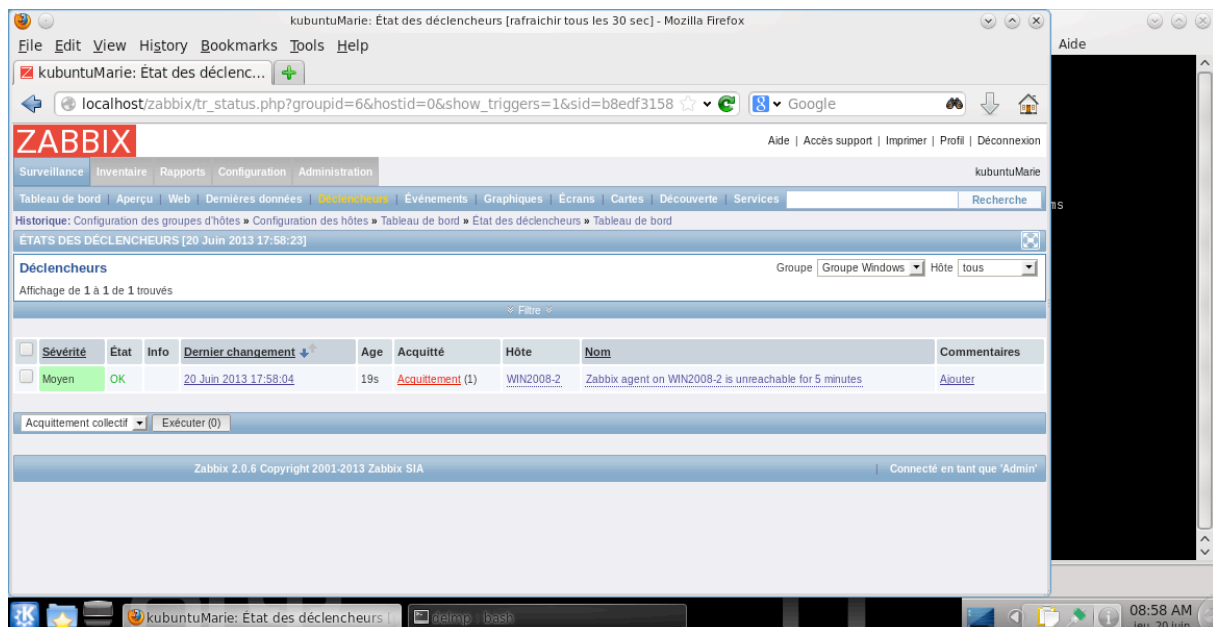 kubuntuMarie: État des déclencheurs [rafraichir tous les 30 sec] - Mozilla Firefox
File Edit View History Bookmarks Tools Help
Aide
kubuntuMarie: État des déclenc...
localhost/zabbix/tr_status.php?groupid=6&hostid=0&show_triggers=1&sid=b8edf3158
Google
ZABBIX
Aide | Accès support | Imprimer | Profil | Déconnexion
Surveillance Inventaire Rapports Configuration Administration
kubuntuMarie
Tableau de bord | Aperçu | Web | Dernières données | Déclencheurs | Événements | Graphiques | Écrans | Cartes | Découverte | Services
Recherche
ms
Historique: Configuration des groupes d'hôtes » Configuration des hôtes » Tableau de bord » État des déclencheurs » Tableau de bord
ÉTATS DES DÉCLENCHEURS [20 Juin 2013 17:58:23]
Déclencheurs
Groupe Groupe Windows Hôte tous
Affichage de 1 à 1 de 1 trouvés
Filtre
Sévérité État Info Dernier changement Age Acquitté Hôte Nom Commentaires
Moyen OK 20 Juin 2013 17:58:04 19s Acquittement (1) WIN2008-2 Zabbix agent on WIN2008-2 is unreachable for 5 minutes Ajouter
Acquittement collectif Exécuter (0)
Zabbix 2.0.6 Copyright 2001-2013 Zabbix SIA
| Connecté en tant que 'Admin'
kubuntuMarie: État des déclencheurs
bash
08:58 AM
jeu. 20 juin